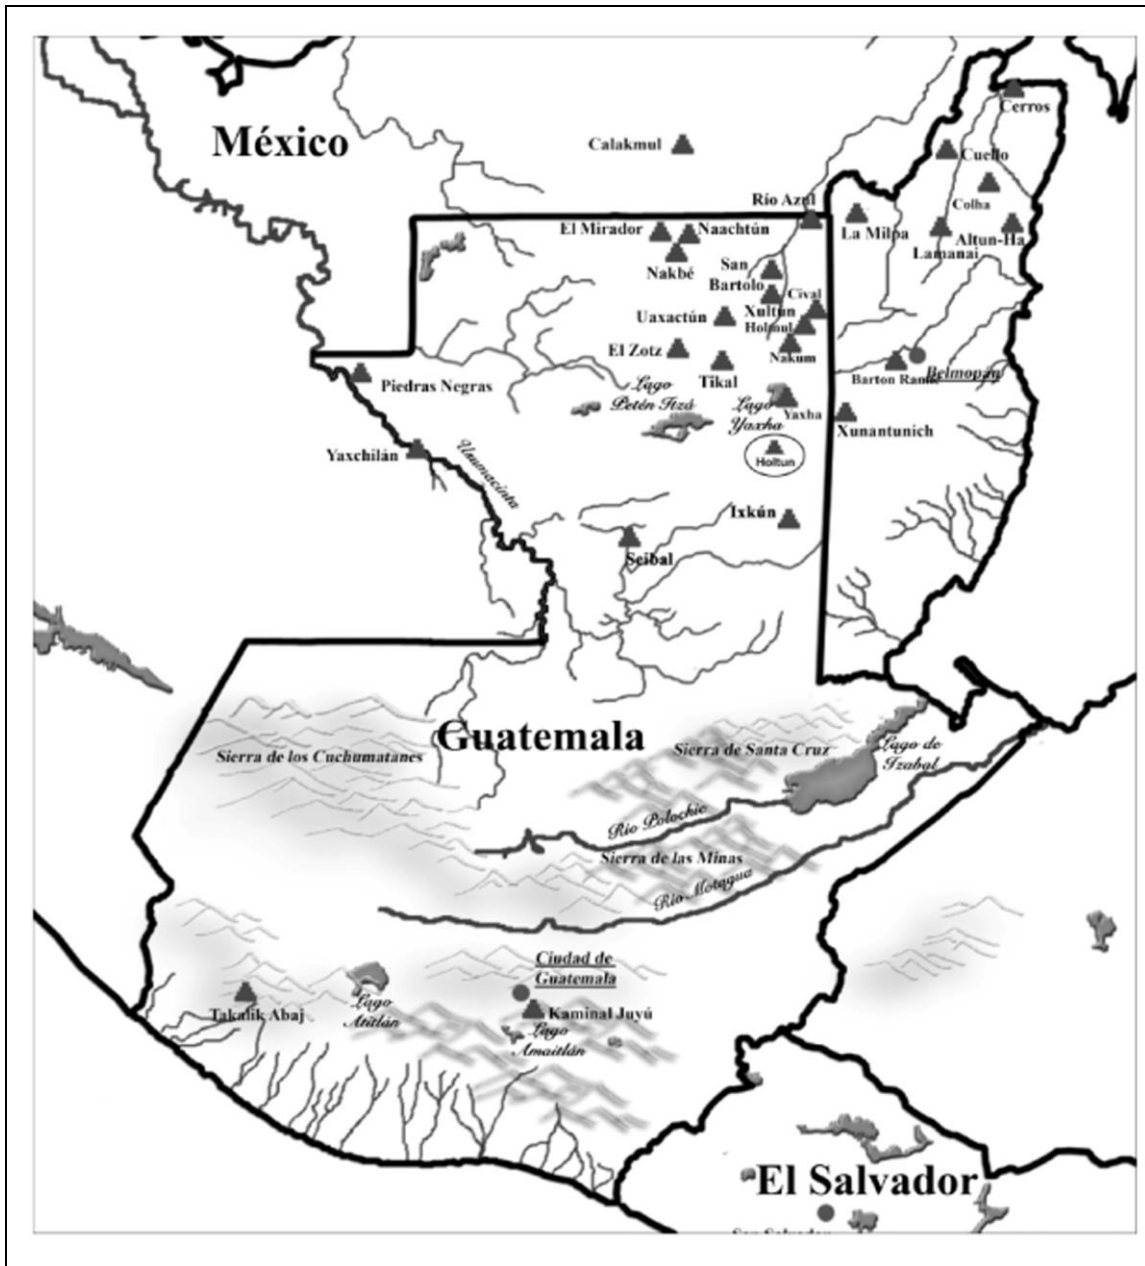 Cerros
México
Calakmul
Cuello
Colha
Río Azul
El Mirador
Naachtún
La Milpa
Altun-Ha
Lamanai
Nakbé
San
Bartolo
Cival
Xultún
Uaxactún
Holmul
El Zotz
Nakum
Tikal
Belmopan
Barton Ramie
Piedras Negras
Lago
Petén Itzá
Lago
Yaxha
Yaxha
Xunantunich
Yaxchilán
Usumacinta
Holtun
Ixkún
Seibal
Guatemala
Sierra de los Cuchumatanes
Sierra de Santa Cruz
Lago de
Izabal
Río Polochic
Sierra de las Minas
Río Motagua
Ciudad de
Guatemala
Takalik Abaj
Lago
Atitlán
Kaminal Juyú
Lago
Amaitlán
El Salvador